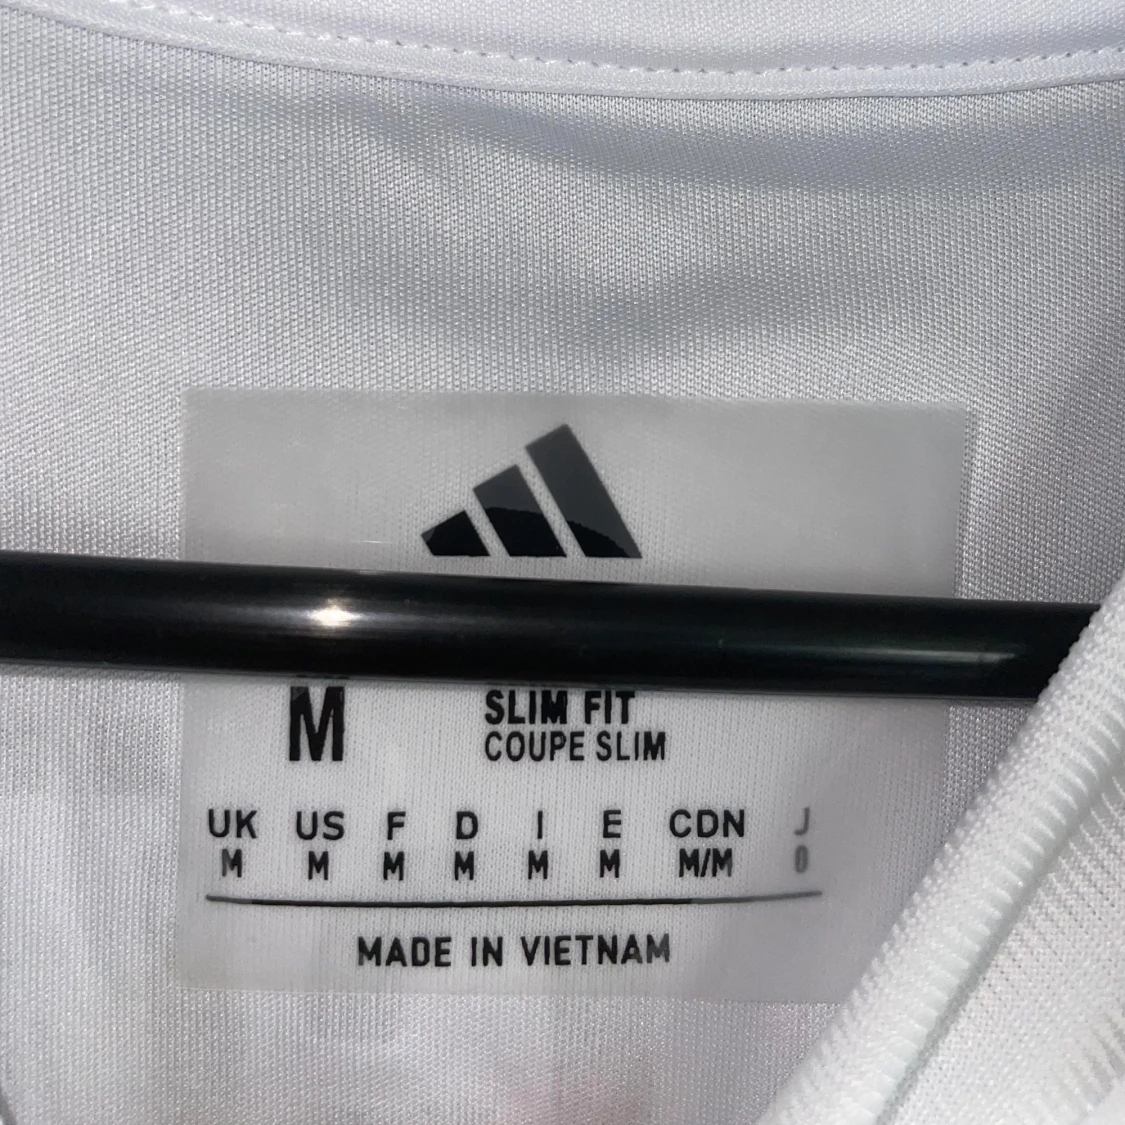 M
SLIM FIT
COUPE SLIM
UK US F D I E CDN J
M M M M M M M/M O
MADE IN VIETNAM